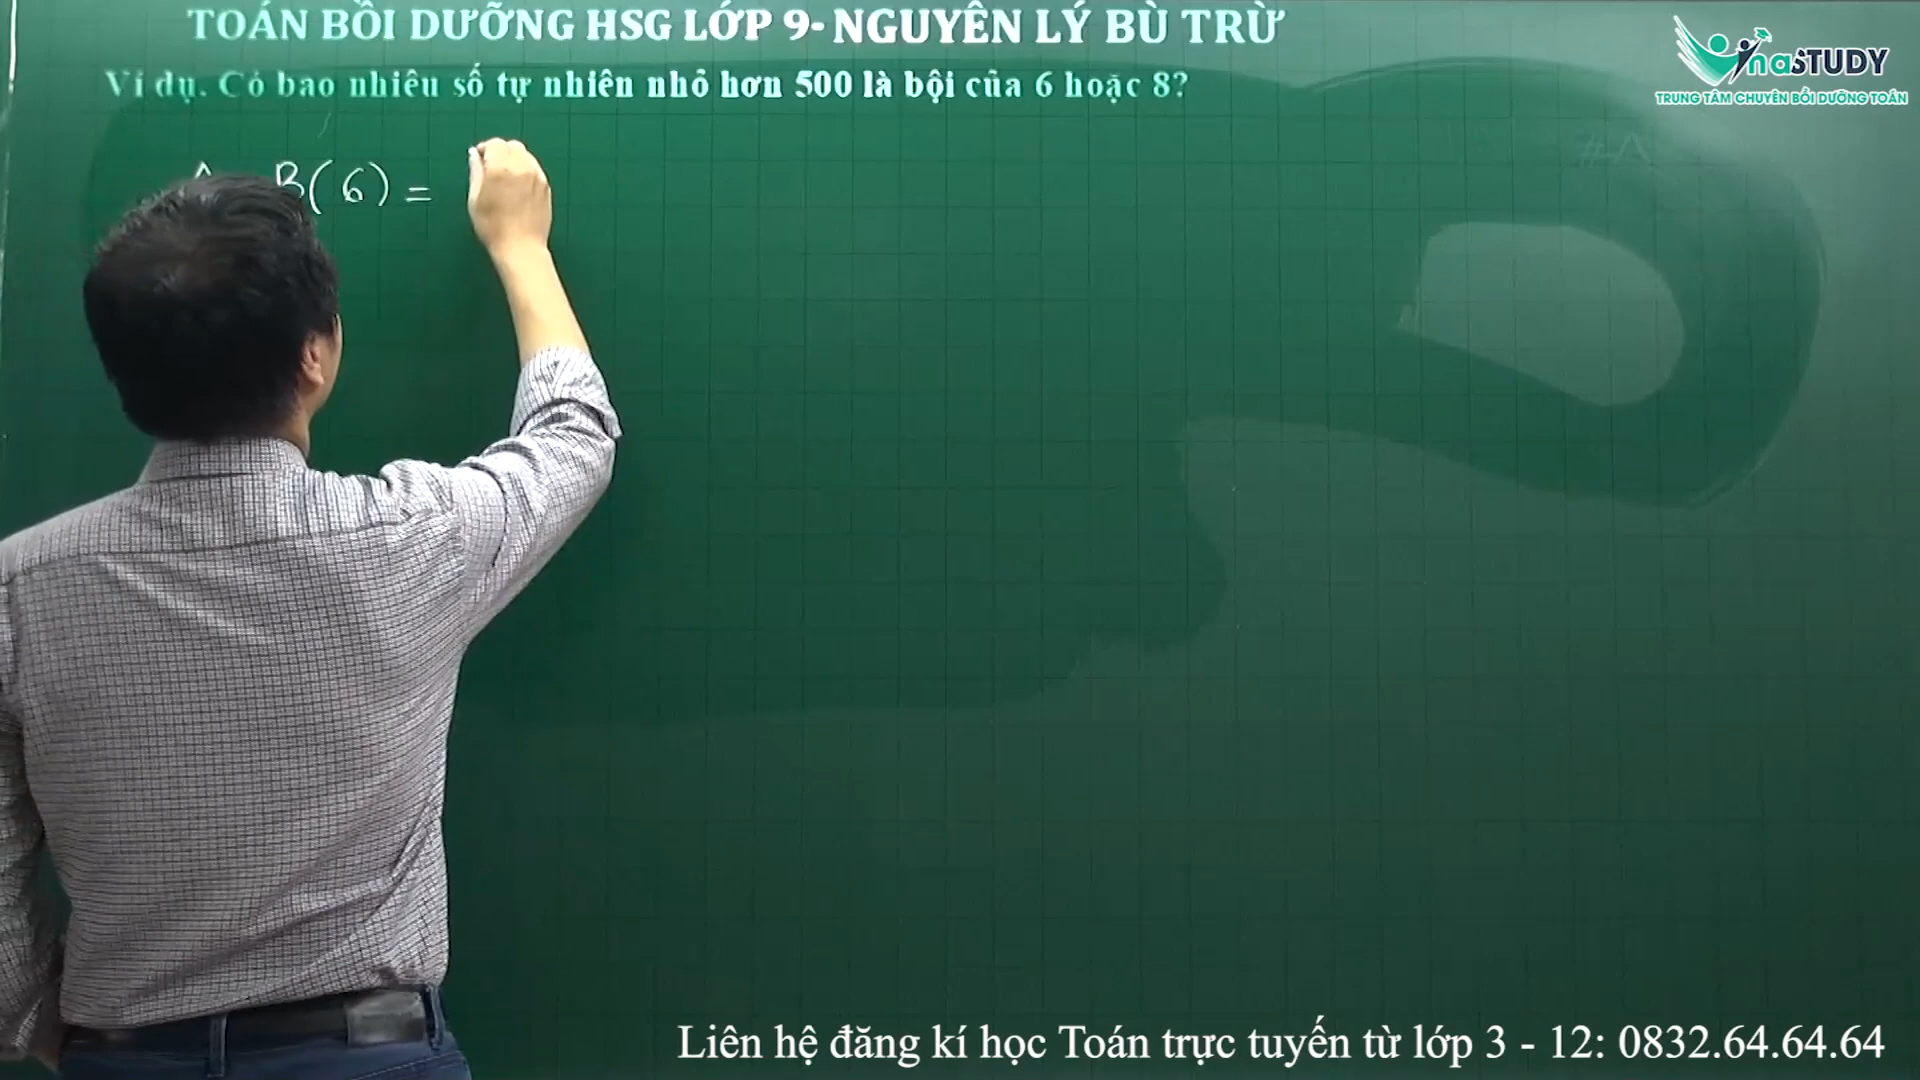 TOÁN BỒI DƯỠNG HSG LỚP 9- NGUYÊN LÝ BÙ TRỪ
Ví dụ. Có bao nhiêu số tự nhiên nhỏ hơn 500 là bội của 6 hoặc 8?
inaSTUDY
TRUNG TÂM CHUYÊN BỒI DƯỠNG TOÁN
B(6) =
Liên hệ đăng kí học Toán trực tuyến từ lớp 3 - 12: 0832.64.64.64